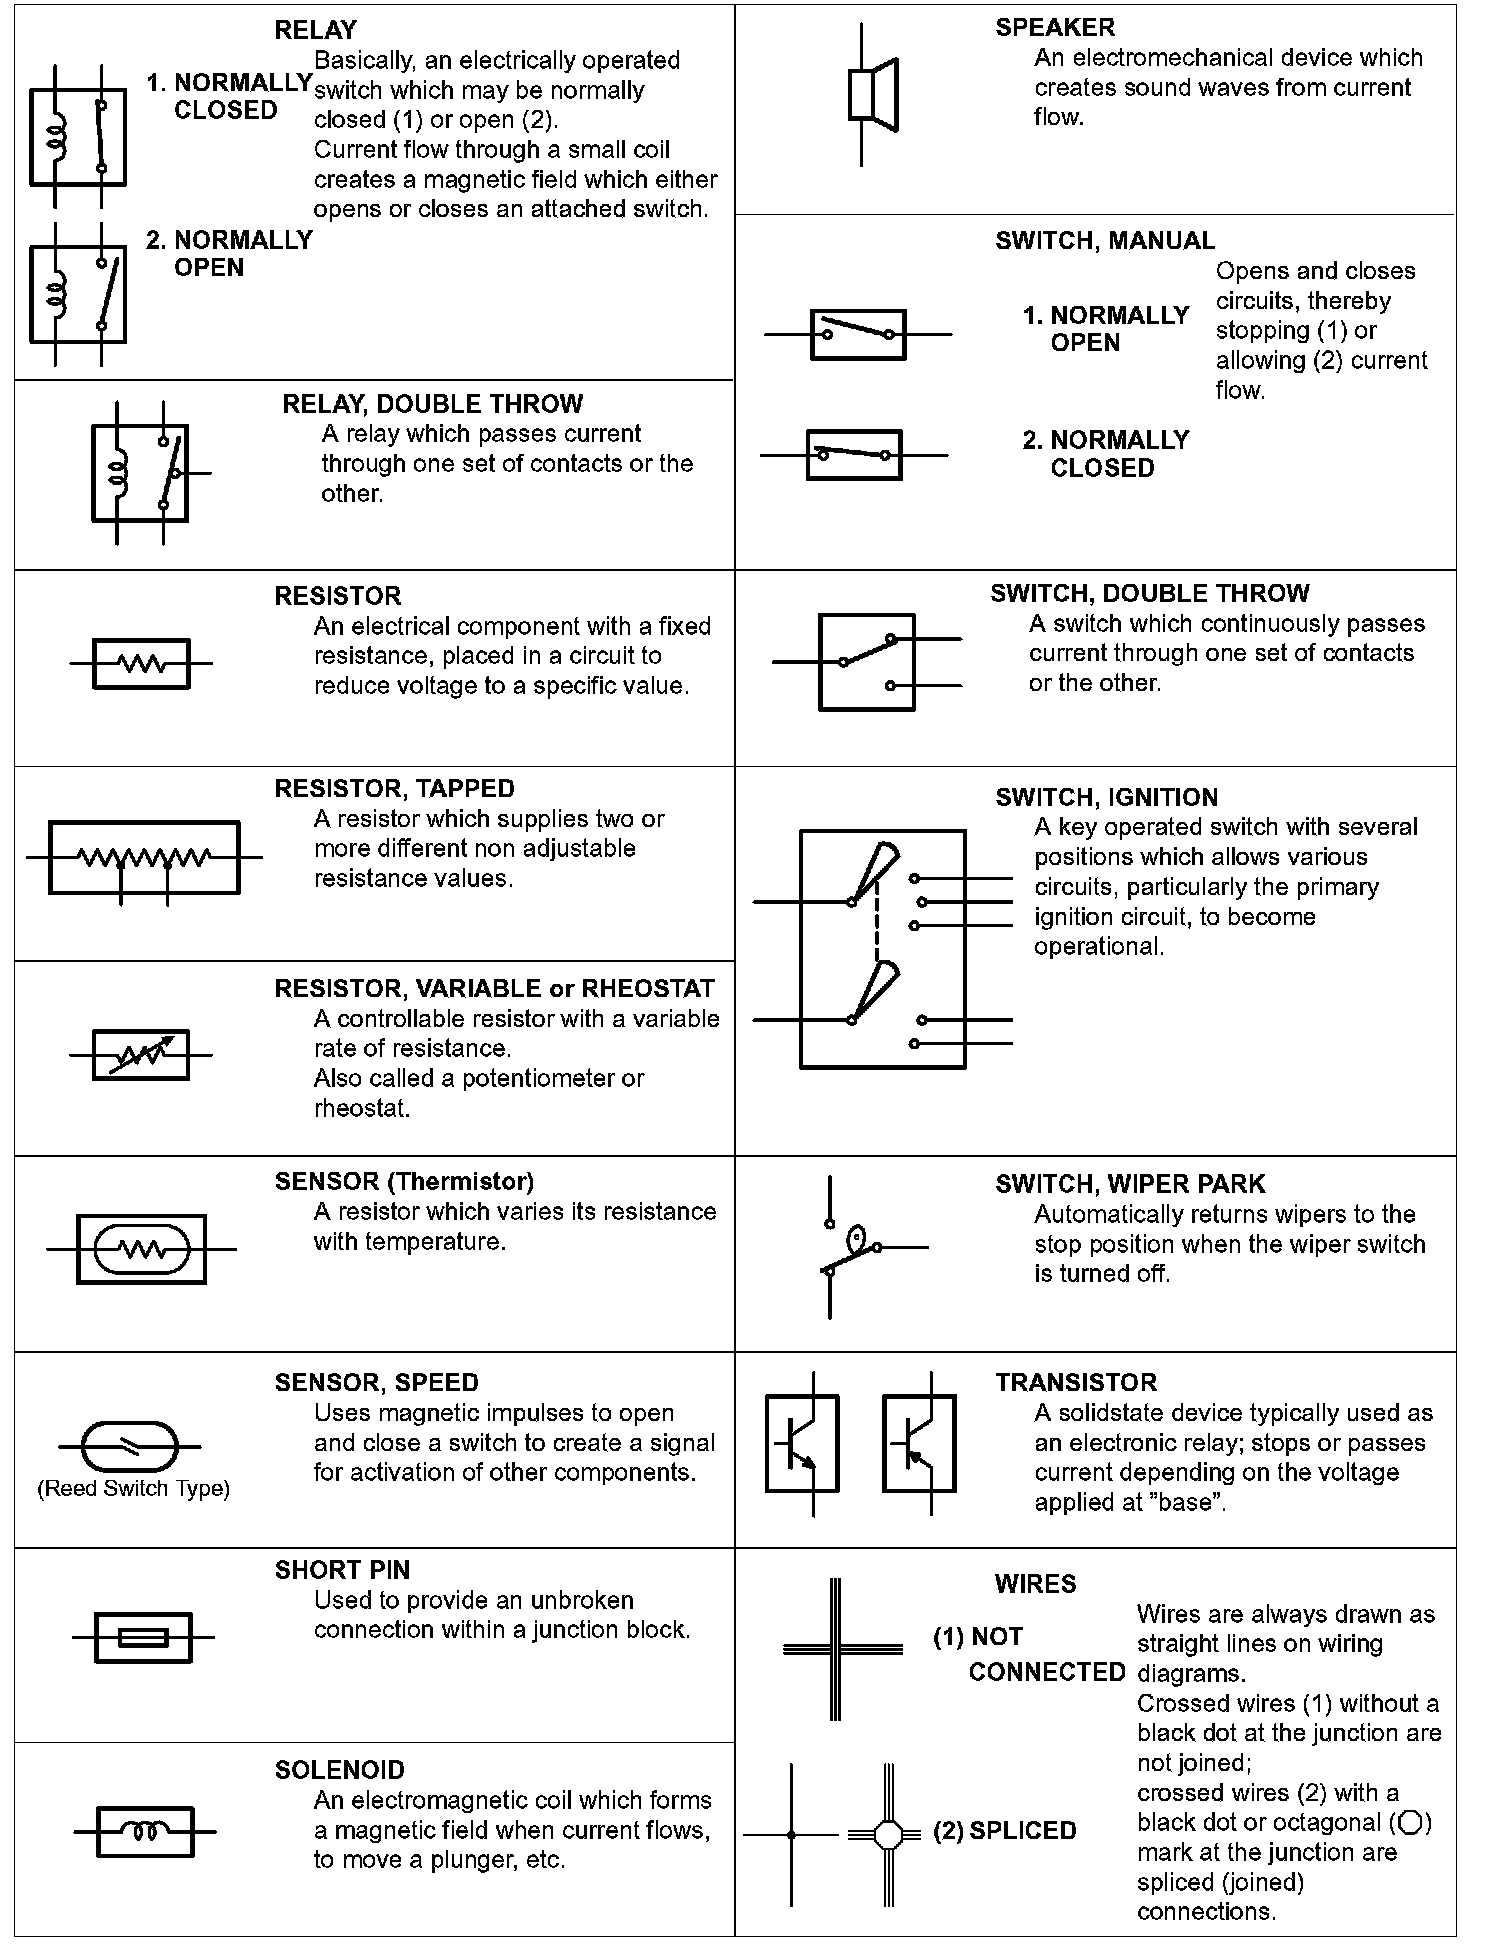 RELAY
Basically, an electrically operated
1. NORMALLY
switch which may be normally
CLOSED
closed (1) or open (2).
Current flow through a small coil
creates a magnetic field which either
opens or closes an attached switch.
2. NORMALLY
OPEN
RELAY, DOUBLE THROW
A relay which passes current
through one set of contacts or the
other.
RESISTOR
An electrical component with a fixed
resistance, placed in a circuit to
reduce voltage to a specific value.
RESISTOR, TAPPED
A resistor which supplies two or
more different non adjustable
resistance values.
RESISTOR, VARIABLE or RHEOSTAT
A controllable resistor with a variable
rate of resistance.
Also called a potentiometer or
rheostat.
SENSOR (Thermistor)
A resistor which varies its resistance
with temperature.
SENSOR, SPEED
Uses magnetic impulses to open
and close a switch to create a signal
for activation of other components.
(Reed Switch Type)
SHORT PIN
Used to provide an unbroken
connection within a junction block.
SOLENOID
An electromagnetic coil which forms
a magnetic field when current flows,
to move a plunger, etc.
SPEAKER
An electromechanical device which
creates sound waves from current
flow.
SWITCH, MANUAL
Opens and closes
circuits, thereby
1. NORMALLY
stopping (1) or
OPEN
allowing (2) current
flow.
2. NORMALLY
CLOSED
SWITCH, DOUBLE THROW
A switch which continuously passes
current through one set of contacts
or the other.
SWITCH, IGNITION
A key operated switch with several
positions which allows various
circuits, particularly the primary
ignition circuit, to become
operational.
SWITCH, WIPER PARK
Automatically returns wipers to the
stop position when the wiper switch
is turned off.
TRANSISTOR
A solidstate device typically used as
an electronic relay; stops or passes
current depending on the voltage
applied at ”base”.
WIRES
Wires are always drawn as
(1) NOT
straight lines on wiring
CONNECTED
diagrams.
Crossed wires (1) without a
black dot at the junction are
not joined;
crossed wires (2) with a
(2) SPLICED
black dot or octagonal ( )
mark at the junction are
spliced (joined)
connections.